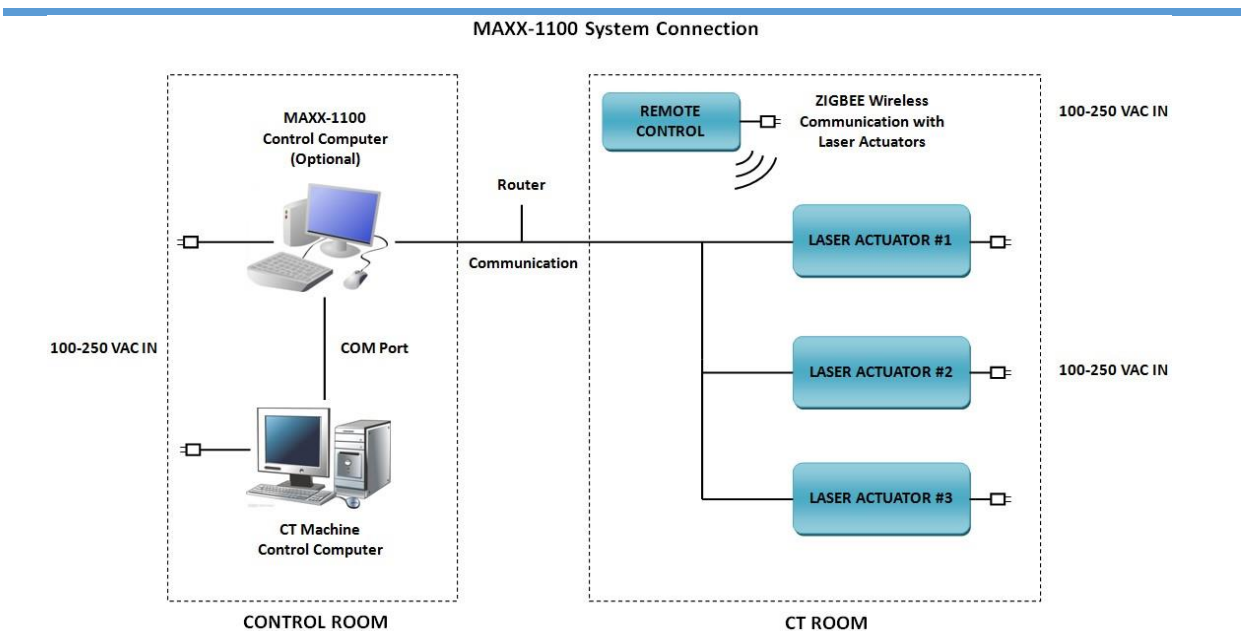 MAXX-1100 System Connection
MAXX-1100
Control Computer
(Optional)
100-250 VAC IN
COM Port
CT Machine
Control Computer
CONTROL ROOM
Router
Communication
REMOTE
CONTROL
ZIGBEE Wireless
Communication with
Laser Actuators
100-250 VAC IN
LASER ACTUATOR #1
LASER ACTUATOR #2
100-250 VAC IN
LASER ACTUATOR #3
CT ROOM